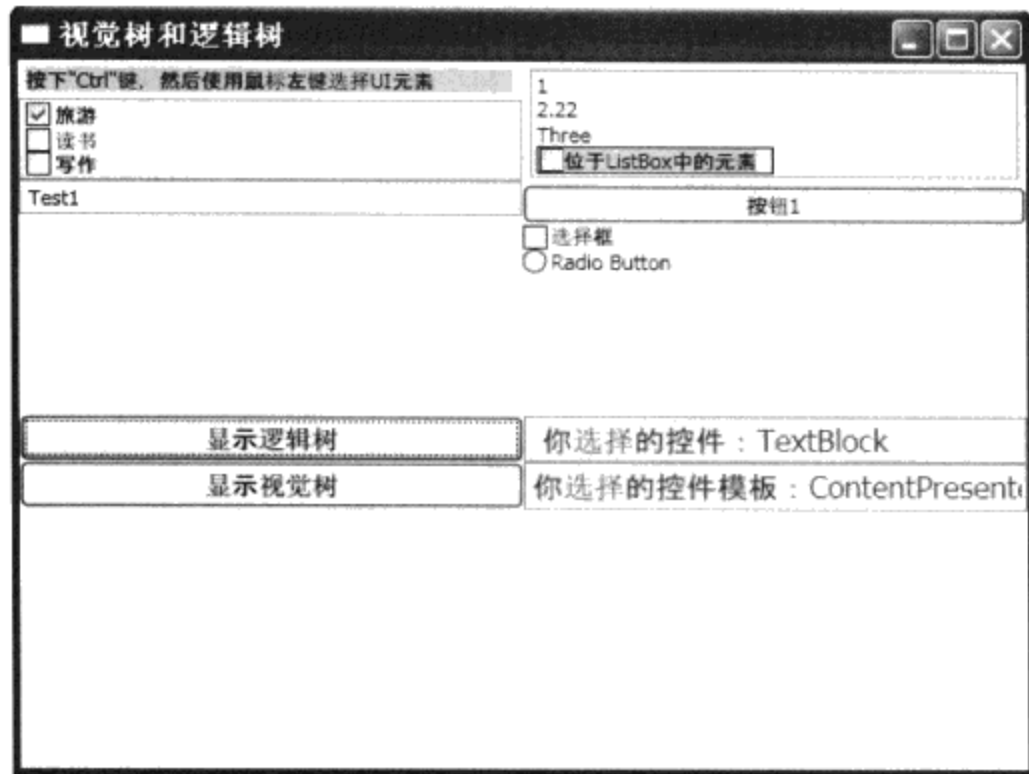 视觉树和逻辑树
按下"Ctrl"键，然后使用鼠标左键选择UI元素
旅游
读书
写作
Test1
1
2.22
Three
位于ListBox中的元素
按钮1
选择框
Radio Button
显示逻辑树
你选择的控件：TextBlock
显示视觉树
你选择的控件模板：ContentPresente